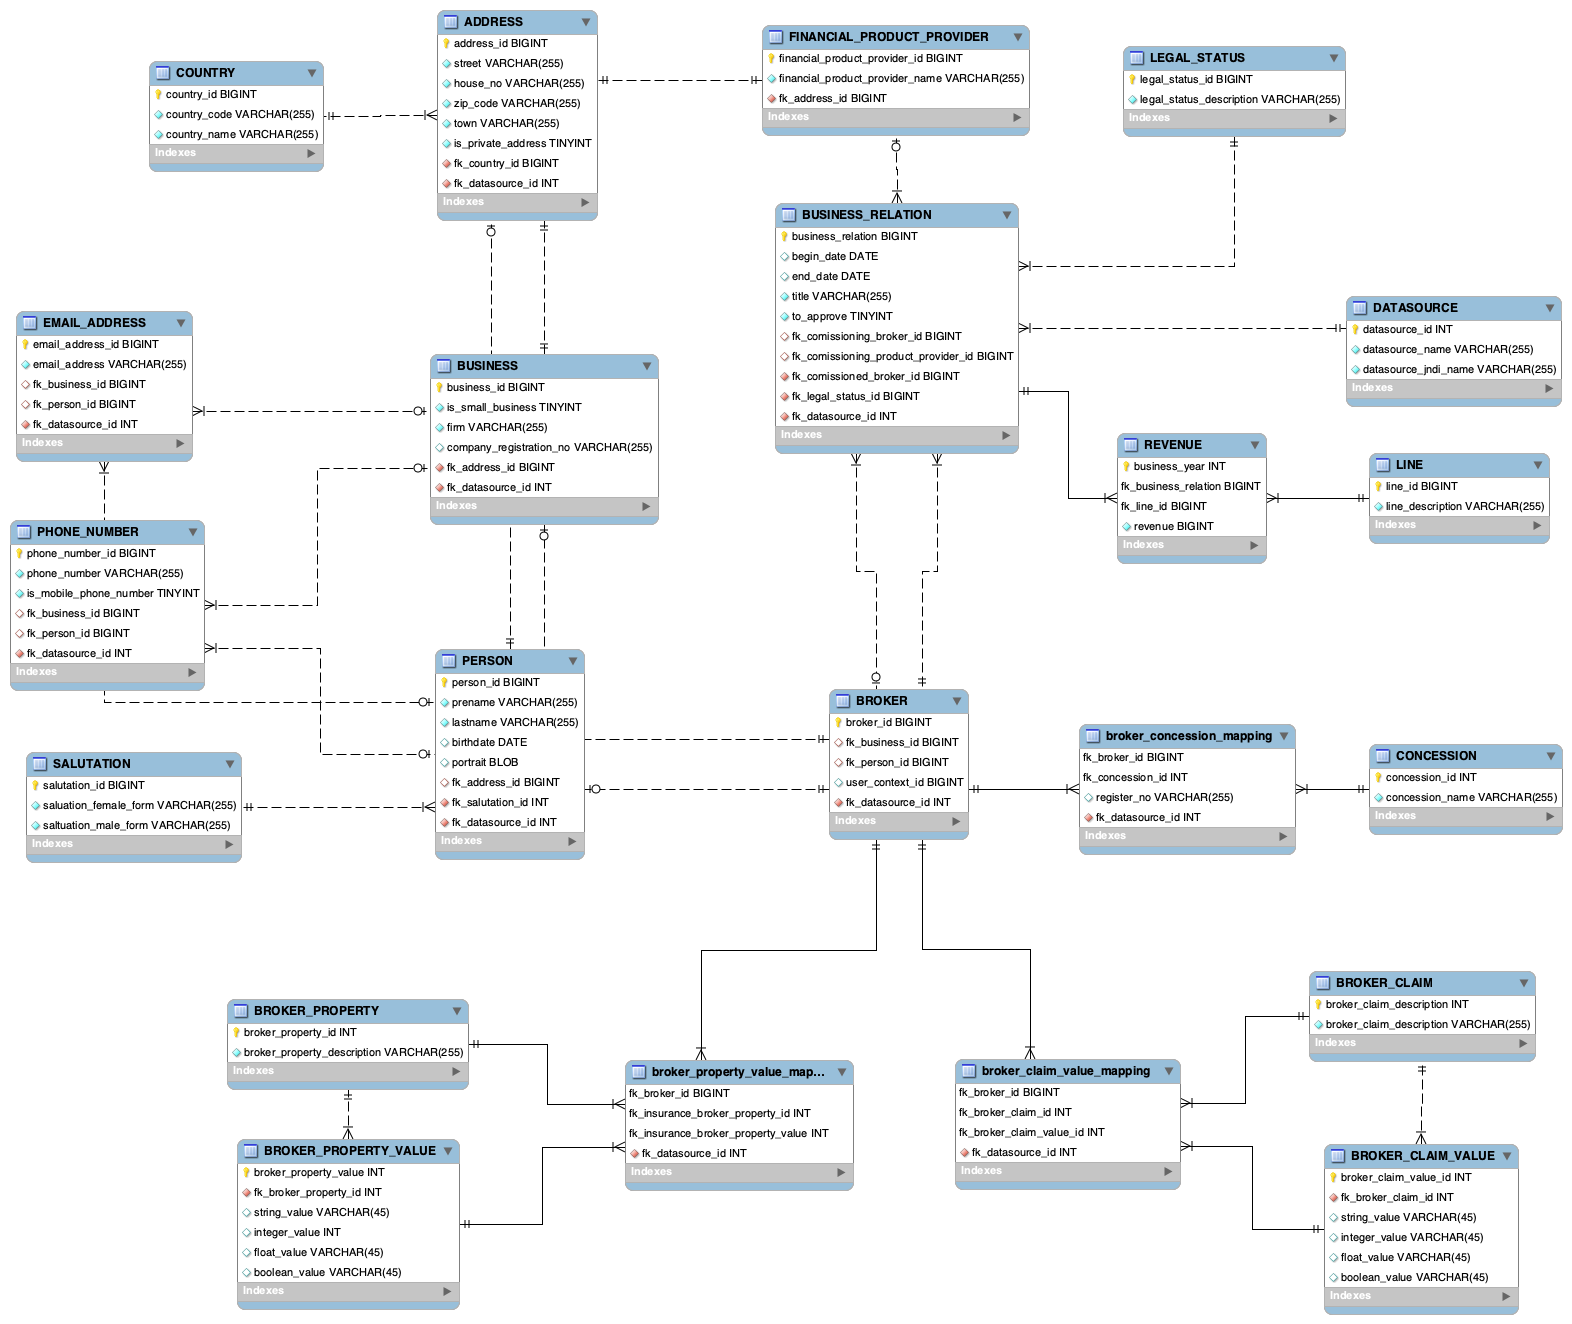 ADDRESS
address_id BIGINT
street VARCHAR(255)
house_no VARCHAR(255)
zip_code VARCHAR(255)
town VARCHAR(255)
is_private_address TINYINT
fk_country_id BIGINT
fk_datasource_id INT
Indexes
FINANCIAL_PRODUCT_PROVIDER
financial_product_provider_id BIGINT
financial_product_provider_name VARCHAR(255)
fk_address_id BIGINT
Indexes
LEGAL_STATUS
legal_status_id BIGINT
legal_status_description VARCHAR(255)
Indexes
COUNTRY
country_id BIGINT
country_code VARCHAR(255)
country_name VARCHAR(255)
Indexes
BUSINESS_RELATION
business_relation BIGINT
begin_date DATE
end_date DATE
title VARCHAR(255)
to_approve TINYINT
fk_comissioning_broker_id BIGINT
fk_comissioning_product_provider_id BIGINT
fk_comissioned_broker_id BIGINT
fk_legal_status_id BIGINT
fk_datasource_id INT
Indexes
DATASOURCE
datasource_id INT
datasource_name VARCHAR(255)
datasource_jndi_name VARCHAR(255)
Indexes
EMAIL_ADDRESS
email_address_id BIGINT
email_address VARCHAR(255)
fk_business_id BIGINT
fk_person_id BIGINT
fk_datasource_id INT
Indexes
BUSINESS
business_id BIGINT
is_small_business TINYINT
firm VARCHAR(255)
company_registration_no VARCHAR(255)
fk_address_id BIGINT
fk_datasource_id INT
Indexes
REVENUE
business_year INT
fk_business_relation BIGINT
fk_line_id BIGINT
revenue BIGINT
Indexes
LINE
line_id BIGINT
line_description VARCHAR(255)
Indexes
PHONE_NUMBER
phone_number_id BIGINT
phone_number VARCHAR(255)
is_mobile_phone_number TINYINT
fk_business_id BIGINT
fk_person_id BIGINT
fk_datasource_id INT
Indexes
PERSON
person_id BIGINT
prename VARCHAR(255)
lastname VARCHAR(255)
birthdate DATE
portrait BLOB
fk_address_id BIGINT
fk_salutation_id INT
fk_datasource_id INT
Indexes
BROKER
broker_id BIGINT
fk_business_id BIGINT
fk_person_id BIGINT
user_context_id BIGINT
fk_datasource_id INT
Indexes
broker_concession_mapping
fk_broker_id BIGINT
fk_concession_id INT
register_no VARCHAR(255)
fk_datasource_id INT
Indexes
CONCESSION
concession_id INT
concession_name VARCHAR(255)
Indexes
SALUTATION
salutation_id BIGINT
saluation_female_form VARCHAR(255)
saltuation_male_form VARCHAR(255)
Indexes
BROKER_PROPERTY
broker_property_id INT
broker_property_description VARCHAR(255)
Indexes
broker_property_value_map...
fk_broker_id BIGINT
fk_insurance_broker_property_id INT
fk_insurance_broker_property_value INT
fk_datasource_id INT
Indexes
broker_claim_value_mapping
fk_broker_id BIGINT
fk_broker_claim_id INT
fk_broker_claim_value_id INT
fk_datasource_id INT
Indexes
BROKER_CLAIM
broker_claim_description INT
broker_claim_description VARCHAR(255)
Indexes
BROKER_PROPERTY_VALUE
broker_property_value INT
fk_broker_property_id INT
string_value VARCHAR(45)
integer_value INT
float_value VARCHAR(45)
boolean_value VARCHAR(45)
Indexes
BROKER_CLAIM_VALUE
broker_claim_value_id INT
fk_broker_claim_id INT
string_value VARCHAR(45)
integer_value VARCHAR(45)
float_value VARCHAR(45)
boolean_value VARCHAR(45)
Indexes